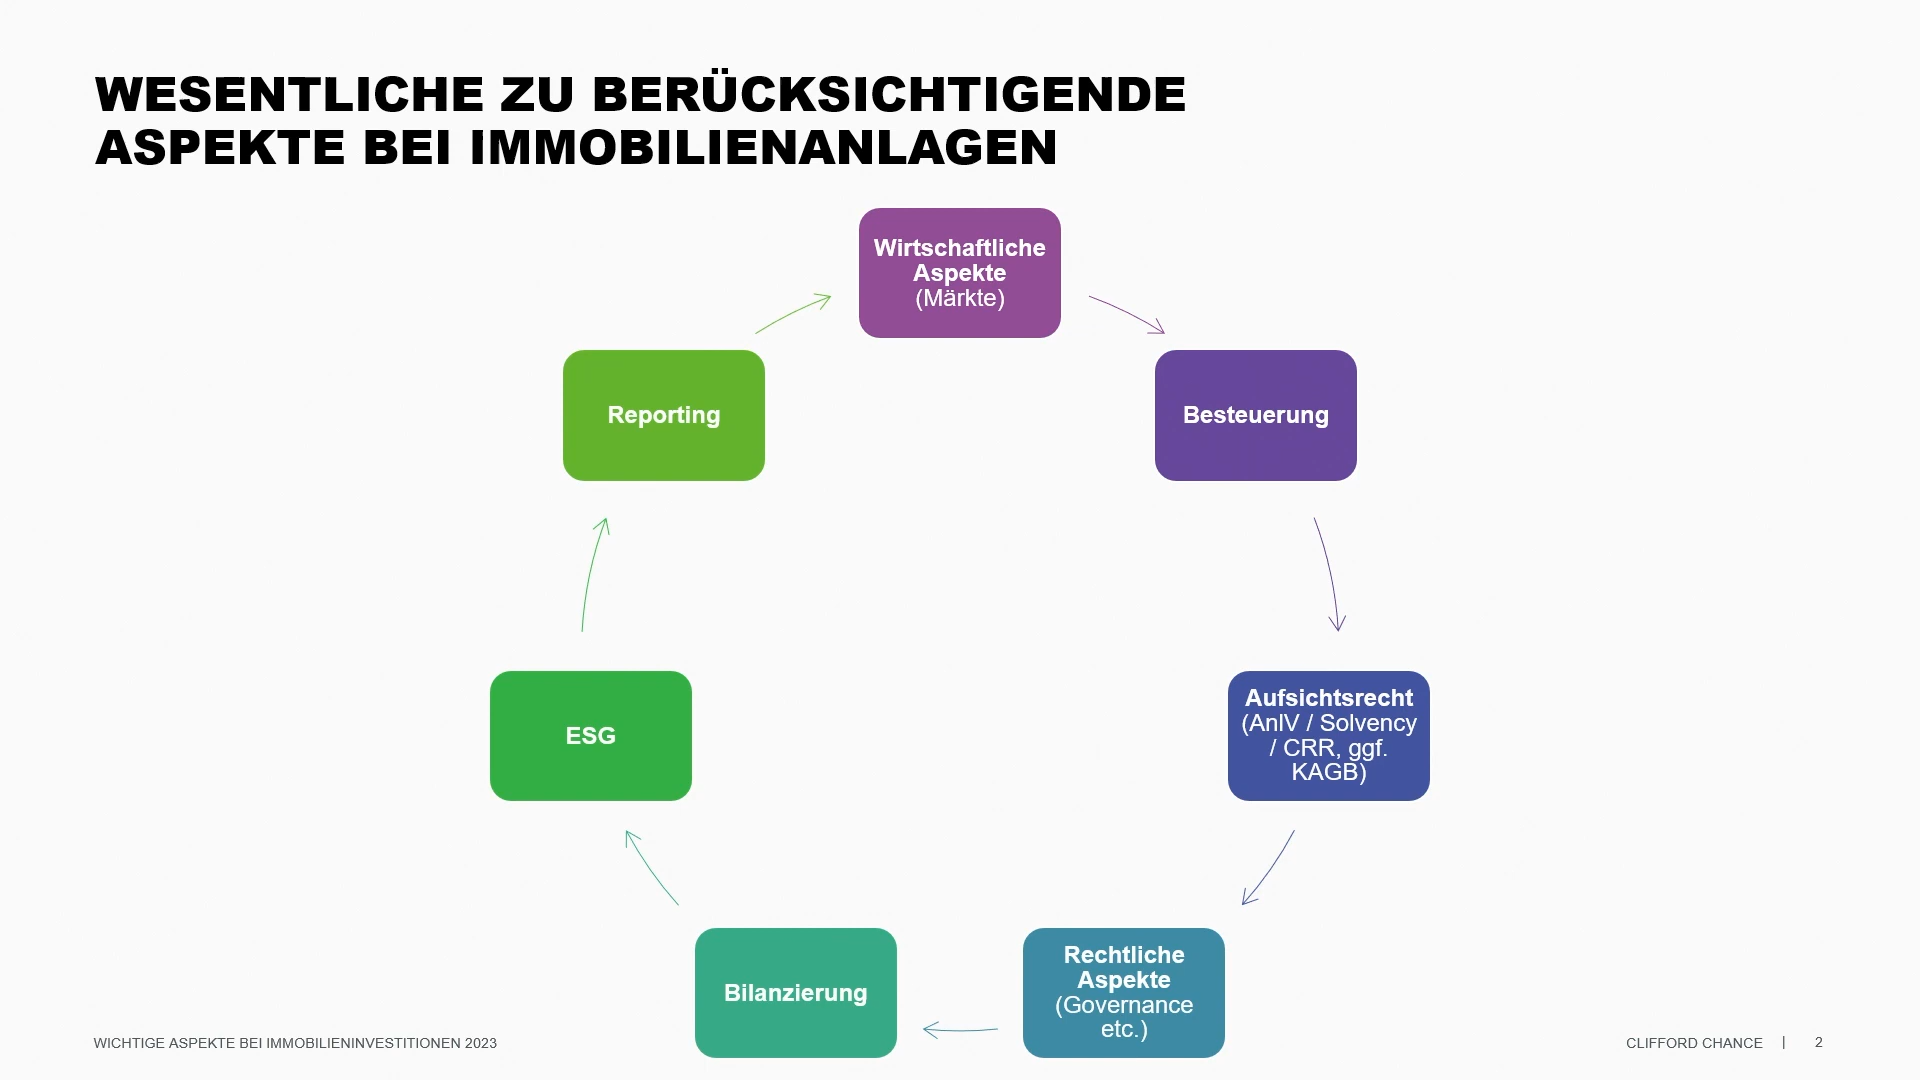 WESENTLICHE ZU BERÜCKSICHTIGENDE
ASPEKTE BEI IMMOBILIENANLAGEN
Wirtschaftliche
Aspekte
(Märkte)
Besteuerung
Aufsichtsrecht
(AnlV / Solvency
/ CRR, ggf.
KAGB)
Rechtliche
Aspekte
(Governance
etc.)
Bilanzierung
ESG
Reporting
WICHTIGE ASPEKTE BEI IMMOBILIENINVESTITIONEN 2023
CLIFFORD CHANCE | 2